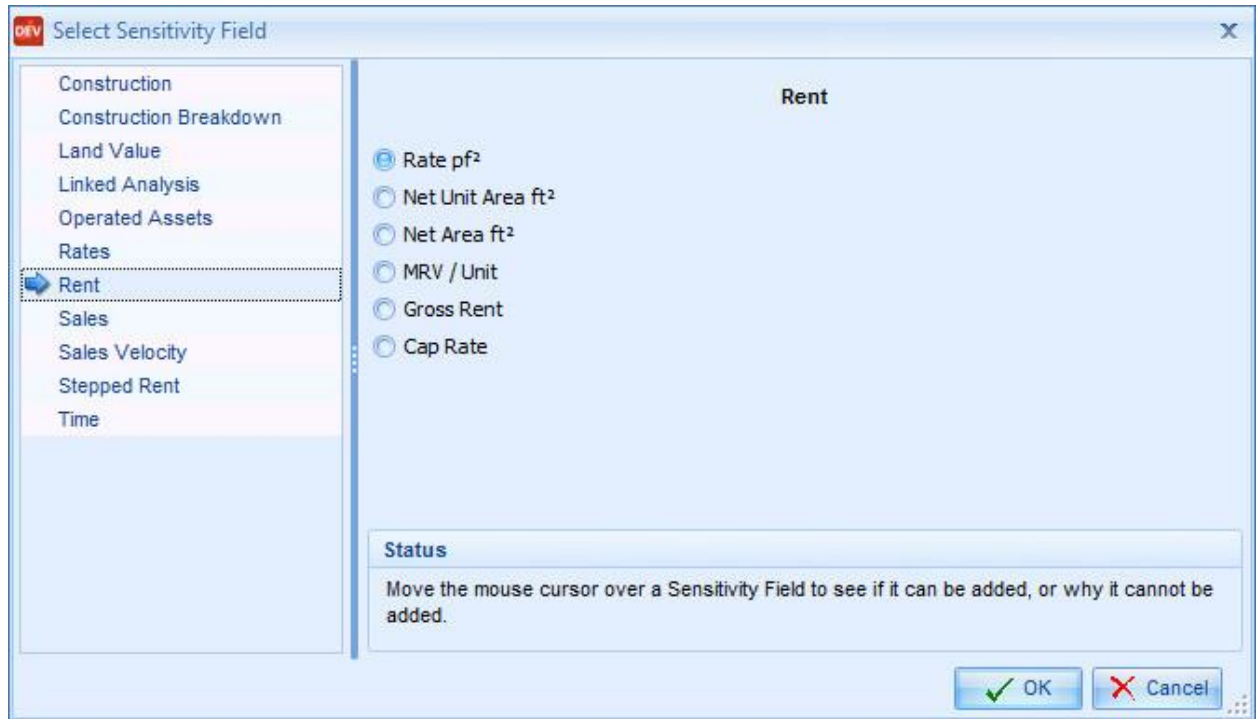 DEV Select Sensitivity Field X
Construction
Construction Breakdown
Land Value
Linked Analysis
Operated Assets
Rates
Rent
Sales
Sales Velocity
Stepped Rent
Time
Rent
Rate pf²
Net Unit Area ft²
Net Area ft²
MRV / Unit
Gross Rent
Cap Rate
Status
Move the mouse cursor over a Sensitivity Field to see if it can be added, or why it cannot be
added.
OK Cancel